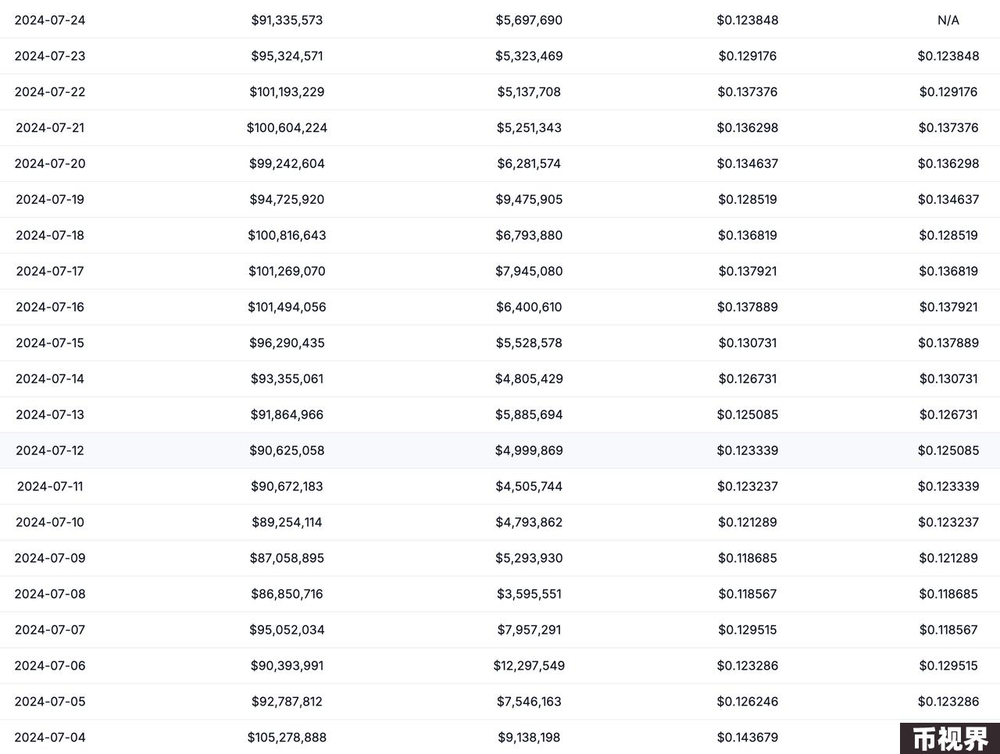 2024-07-24 $91,335,573 $5,697,690 $0.123848 N/A
2024-07-23 $95,324,571 $5,323,469 $0.129176 $0.123848
2024-07-22 $101,193,229 $5,137,708 $0.137376 $0.129176
2024-07-21 $100,604,224 $5,251,343 $0.136298 $0.137376
2024-07-20 $99,242,604 $6,281,574 $0.134637 $0.136298
2024-07-19 $94,725,920 $9,475,905 $0.128519 $0.134637
2024-07-18 $100,816,643 $6,793,880 $0.136819 $0.128519
2024-07-17 $101,269,070 $7,945,080 $0.137921 $0.136819
2024-07-16 $101,494,056 $6,400,610 $0.137889 $0.137921
2024-07-15 $96,290,435 $5,528,578 $0.130731 $0.137889
2024-07-14 $93,355,061 $4,805,429 $0.126731 $0.130731
2024-07-13 $91,864,966 $5,885,694 $0.125085 $0.126731
2024-07-12 $90,625,058 $4,999,869 $0.123339 $0.125085
2024-07-11 $90,672,183 $4,505,744 $0.123237 $0.123339
2024-07-10 $89,254,114 $4,793,862 $0.121289 $0.123237
2024-07-09 $87,058,895 $5,293,930 $0.118685 $0.121289
2024-07-08 $86,850,716 $3,595,551 $0.118567 $0.118685
2024-07-07 $95,052,034 $7,957,291 $0.129515 $0.118567
2024-07-06 $90,393,991 $12,297,549 $0.123286 $0.129515
2024-07-05 $92,787,812 $7,546,163 $0.126246 $0.123286
2024-07-04 $105,278,888 $9,138,198 $0.143679
币视界